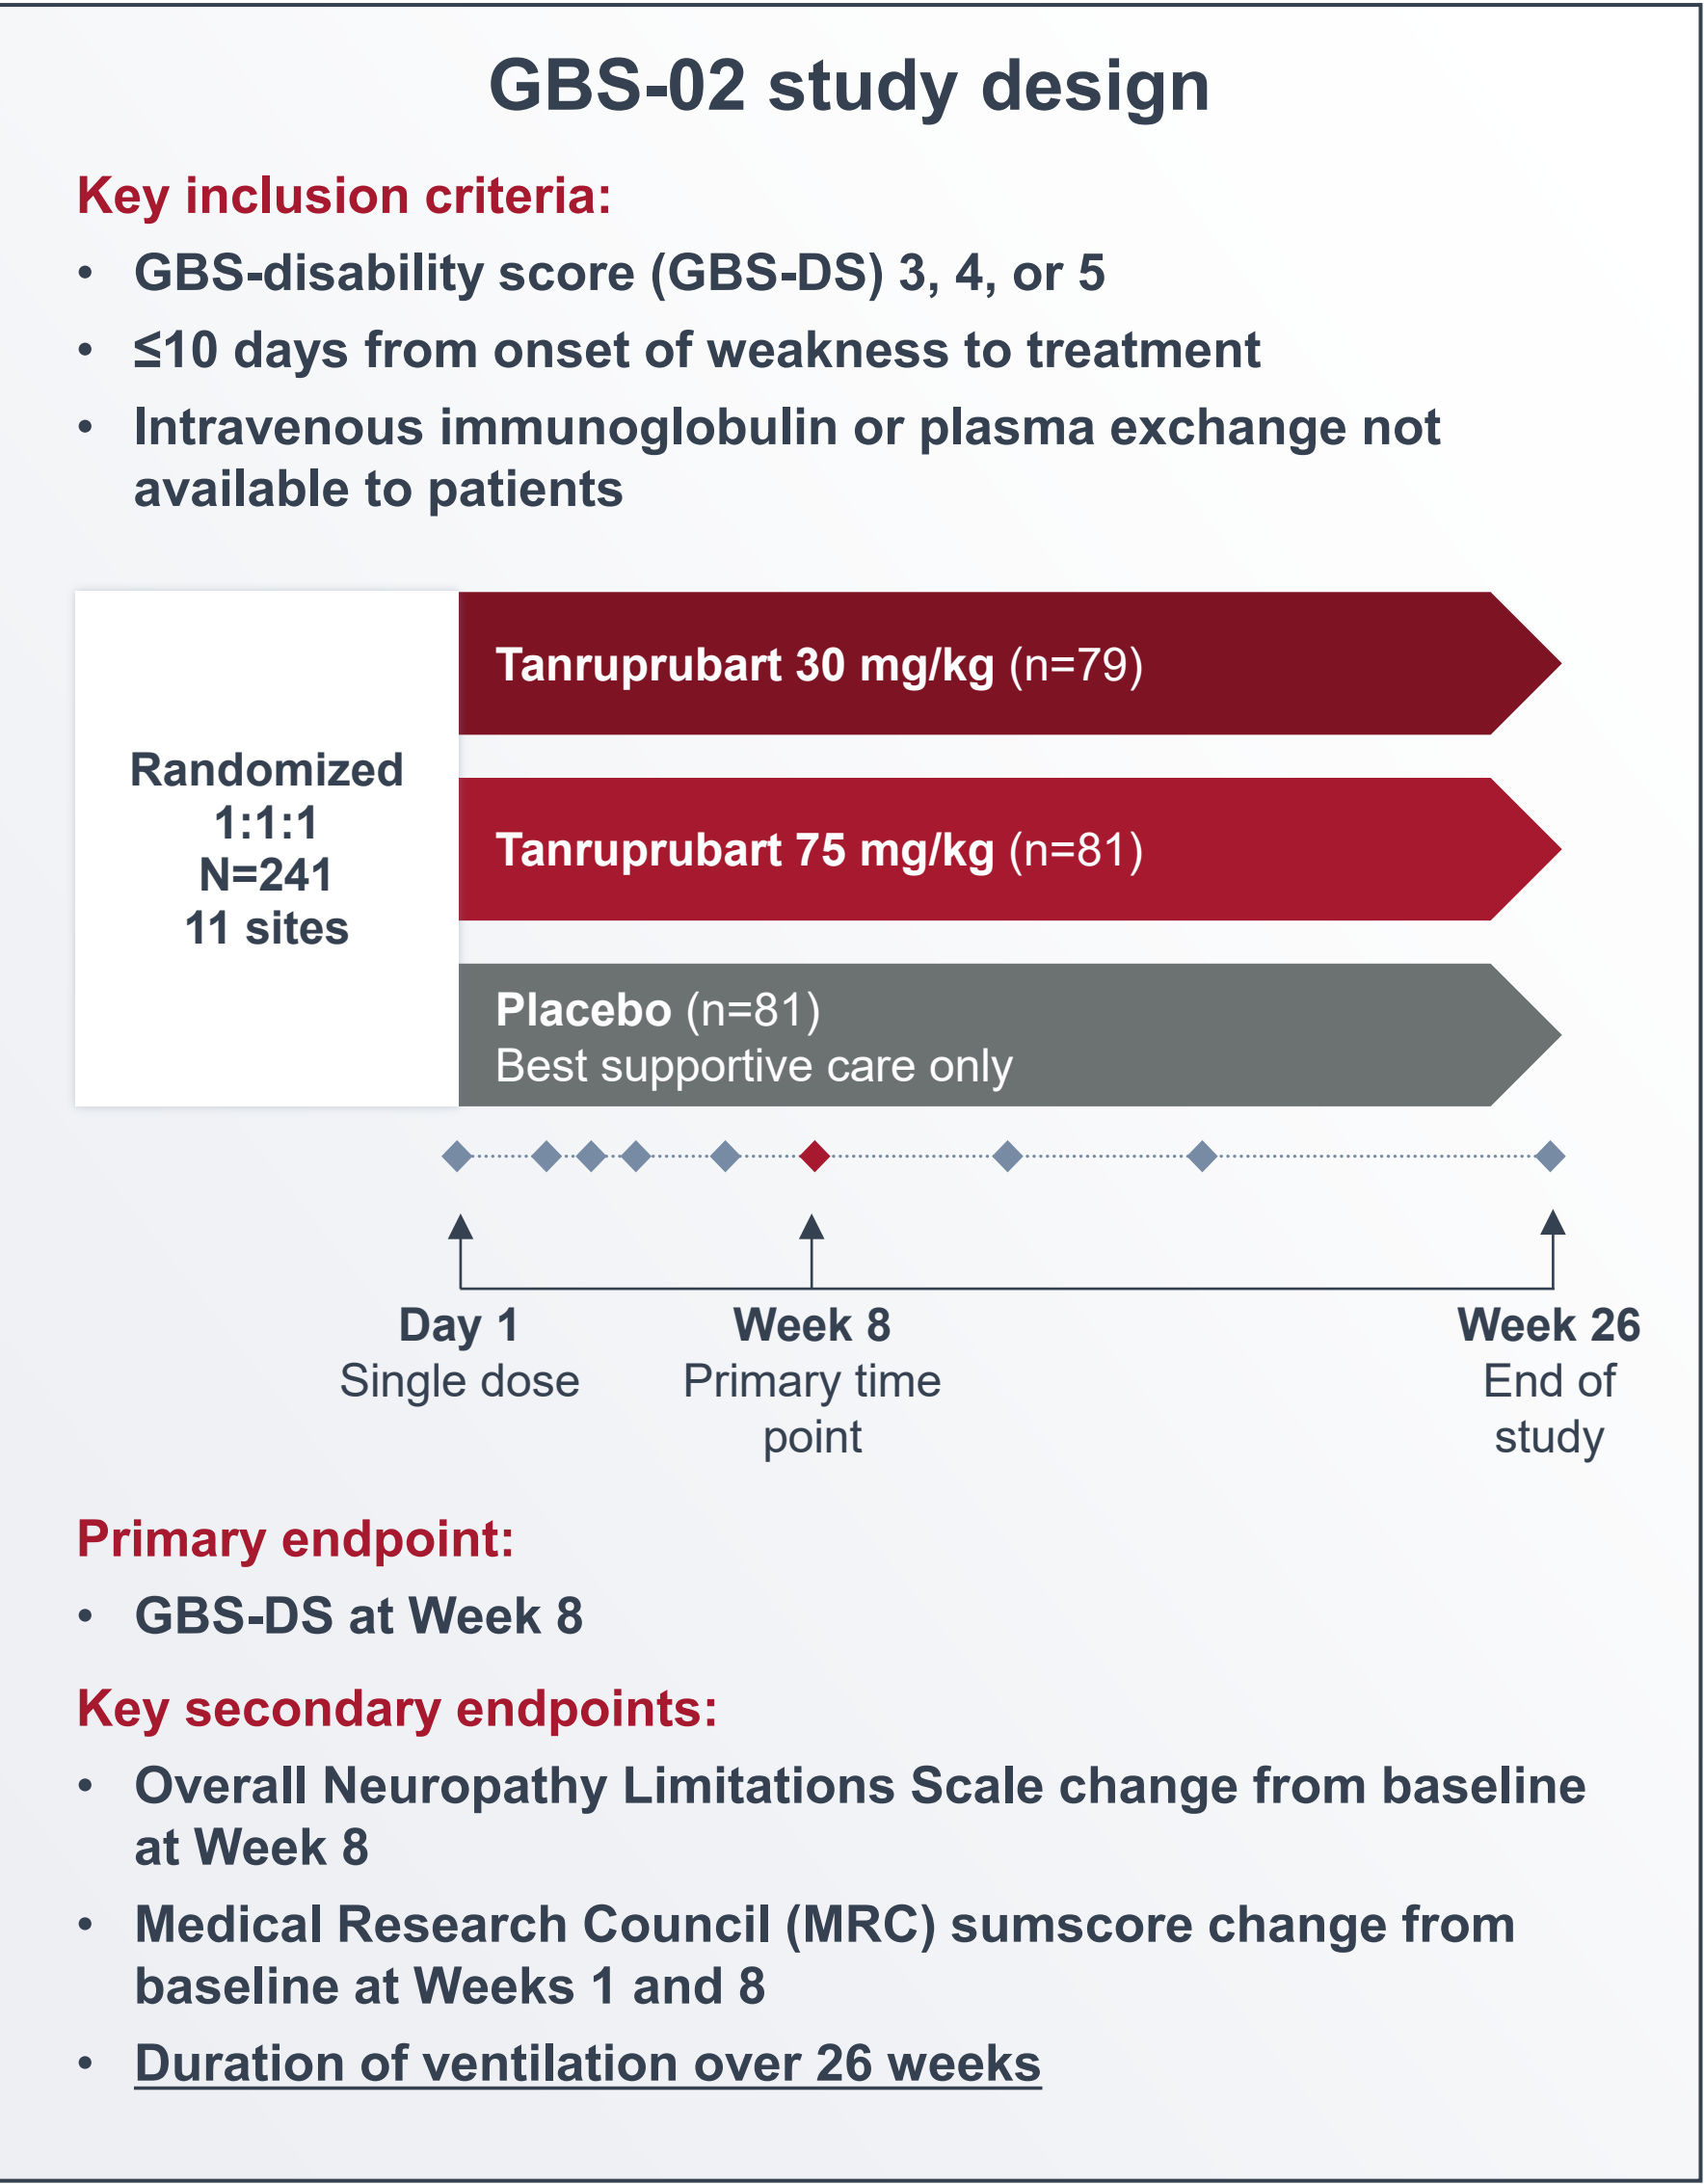 GBS-02 study design
Key inclusion criteria:
• GBS-disability score (GBS-DS) 3, 4, or 5
• ≤10 days from onset of weakness to treatment
• Intravenous immunoglobulin or plasma exchange not
available to patients
Randomized
1:1:1
N=241
11 sites
Tanruprubart 30 mg/kg (n=79)
Tanruprubart 75 mg/kg (n=81)
Placebo (n=81)
Best supportive care only
Day 1
Single dose
Week 8
Primary time
point
Week 26
End of
study
Primary endpoint:
• GBS-DS at Week 8
Key secondary endpoints:
• Overall Neuropathy Limitations Scale change from baseline
at Week 8
• Medical Research Council (MRC) sumscore change from
baseline at Weeks 1 and 8
• Duration of ventilation over 26 weeks